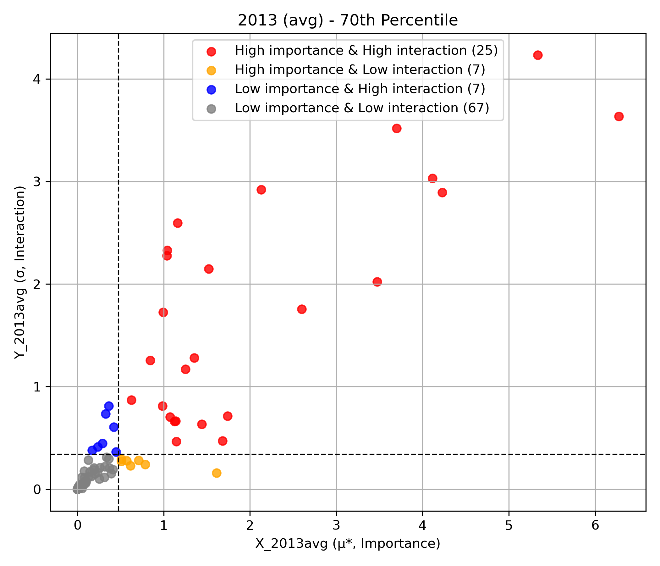 2013 (avg) - 70th Percentile
High importance & High interaction (25)
High importance & Low interaction (7)
Low importance & High interaction (7)
Low importance & Low interaction (67)
Y_2013avg (σ, Interaction)
4
3
2
1
0
0 1 2 3 4 5 6
X_2013avg (μ*, Importance)